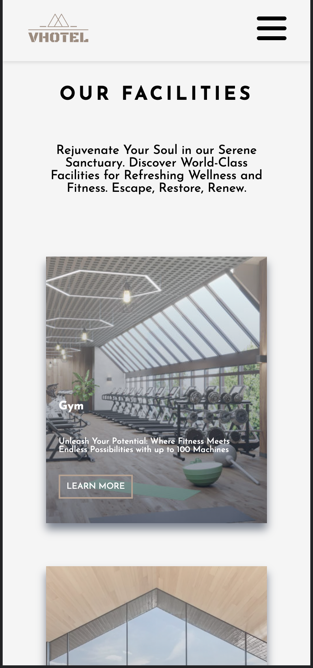 VHOTEL
OUR FACILITIES
Rejuvenate Your Soul in our Serene
Sanctuary. Discover World-Class
Facilities for Refreshing Wellness and
Fitness. Escape, Restore, Renew.
Gym
Unleash Your Potential: Where Fitness Meets
Endless Possibilities with up to 100 Machines
LEARN MORE